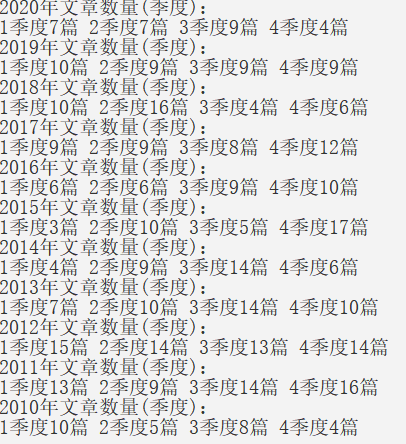 2020年文章数量(季度):
1季度7篇 2季度7篇 3季度9篇 4季度4篇
2019年文章数量(季度):
1季度10篇 2季度9篇 3季度9篇 4季度9篇
2018年文章数量(季度):
1季度10篇 2季度16篇 3季度4篇 4季度6篇
2017年文章数量(季度):
1季度9篇 2季度9篇 3季度8篇 4季度12篇
2016年文章数量(季度):
1季度6篇 2季度6篇 3季度9篇 4季度10篇
2015年文章数量(季度):
1季度3篇 2季度10篇 3季度5篇 4季度17篇
2014年文章数量(季度):
1季度4篇 2季度9篇 3季度14篇 4季度6篇
2013年文章数量(季度):
1季度7篇 2季度10篇 3季度14篇 4季度10篇
2012年文章数量(季度):
1季度15篇 2季度14篇 3季度13篇 4季度14篇
2011年文章数量(季度):
1季度13篇 2季度9篇 3季度14篇 4季度16篇
2010年文章数量(季度):
1季度10篇 2季度5篇 3季度8篇 4季度4篇